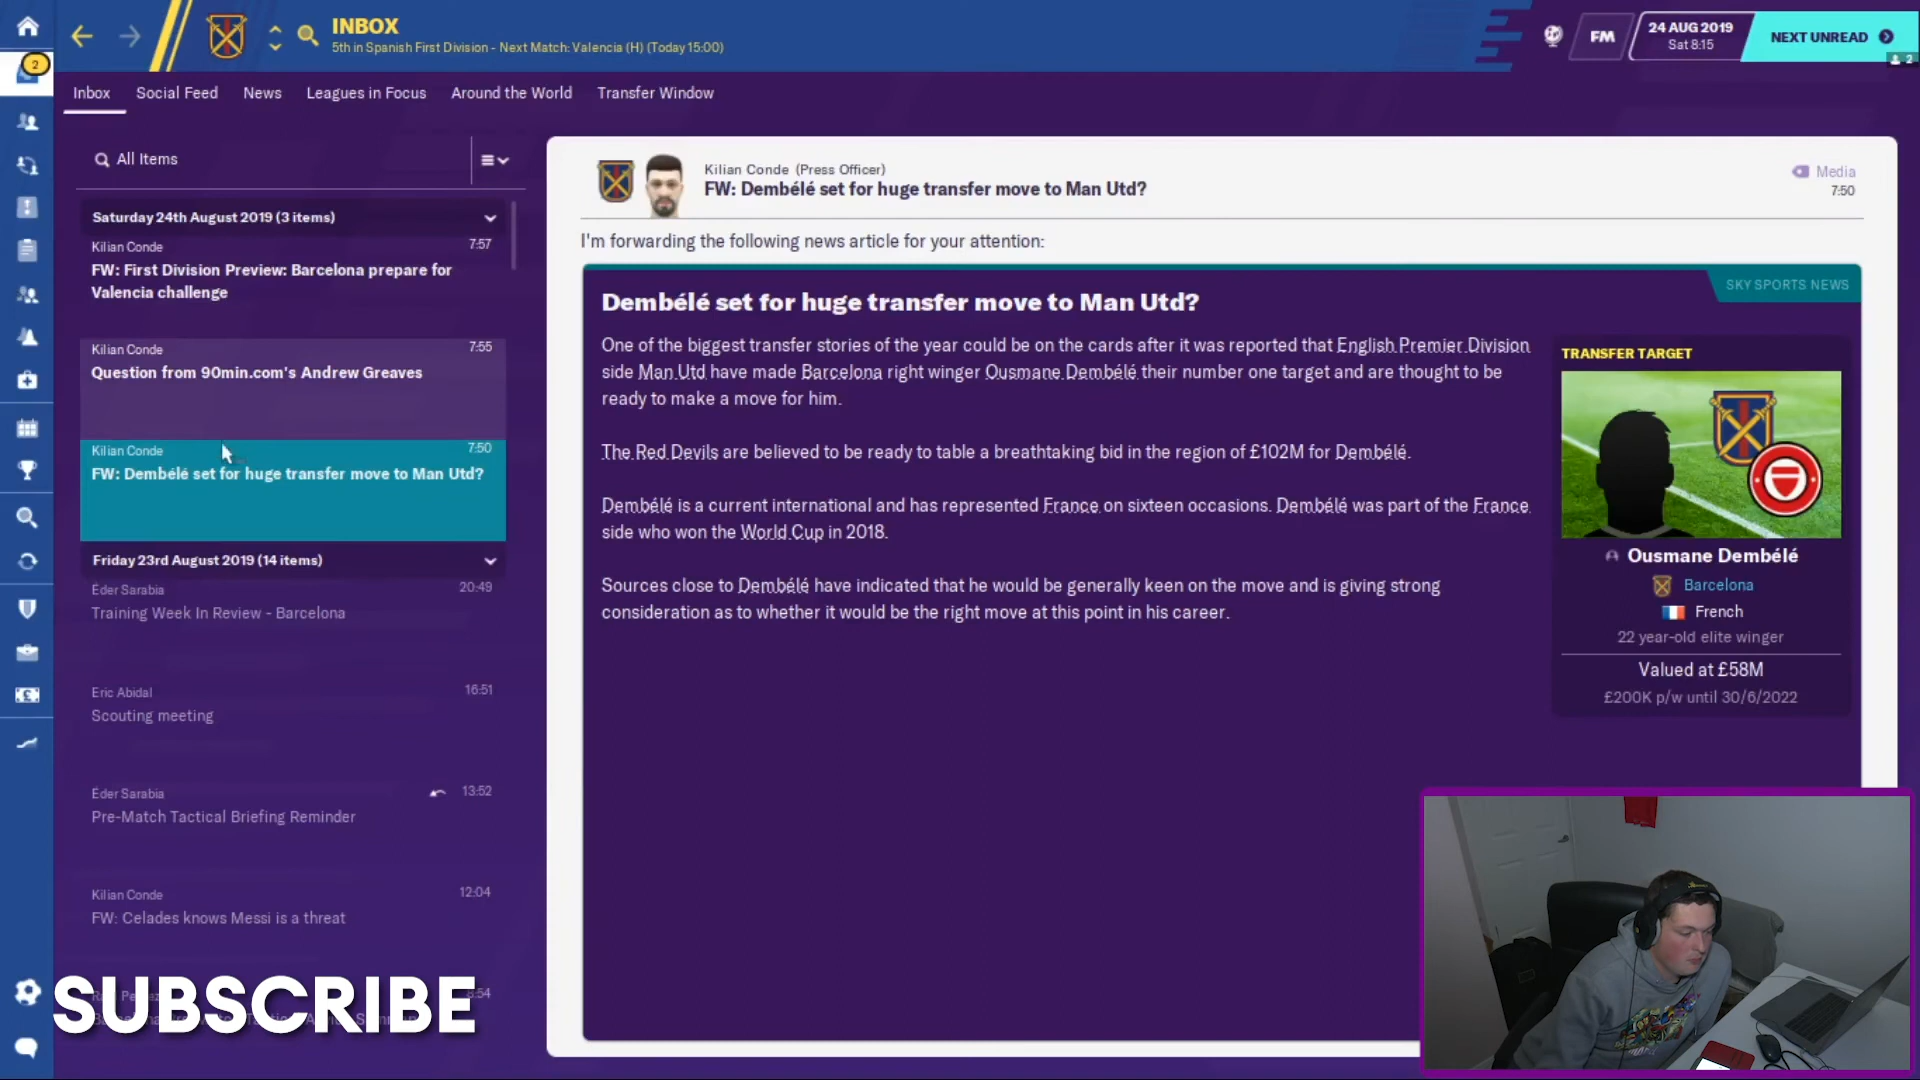 INBOX
5th in Spanish First Division - Next Match: Valencia (H) (Today 15:00)
FM
24 AUG 2019
Sat 8:15
NEXT UNREAD
2
2
Inbox
Social Feed
News
Leagues in Focus
Around the World
Transfer Window
All Items
Saturday 24th August 2019 (3 items)
Kilian Conde
7:57
FW: First Division Preview: Barcelona prepare for
Valencia challenge
Kilian Conde
7:55
Question from 90min.com's Andrew Greaves
Kilian Conde
7:50
FW: Dembélé set for huge transfer move to Man Utd?
Friday 23rd August 2019 (14 items)
Éder Sarabia
20:49
Training Week In Review - Barcelona
Eric Abidal
16:51
Scouting meeting
Éder Sarabia
13:52
Pre-Match Tactical Briefing Reminder
Kilian Conde
12:04
FW: Celades knows Messi is a threat
SUBSCRIBE
Kilian Conde (Press Officer)
FW: Dembélé set for huge transfer move to Man Utd?
Media
7:50
I'm forwarding the following news article for your attention:
SKY SPORTS NEWS
Dembélé set for huge transfer move to Man Utd?
One of the biggest transfer stories of the year could be on the cards after it was reported that English Premier Division
side Man Utd have made Barcelona right winger Ousmane Dembélé their number one target and are thought to be
ready to make a move for him.
The Red Devils are believed to be ready to table a breathtaking bid in the region of £102M for Dembélé.
Dembélé is a current international and has represented France on sixteen occasions. Dembélé was part of the France
side who won the World Cup in 2018.
Sources close to Dembélé have indicated that he would be generally keen on the move and is giving strong
consideration as to whether it would be the right move at this point in his career.
TRANSFER TARGET
Ousmane Dembélé
Barcelona
French
22 year-old elite winger
Valued at £58M
£200K p/w until 30/6/2022